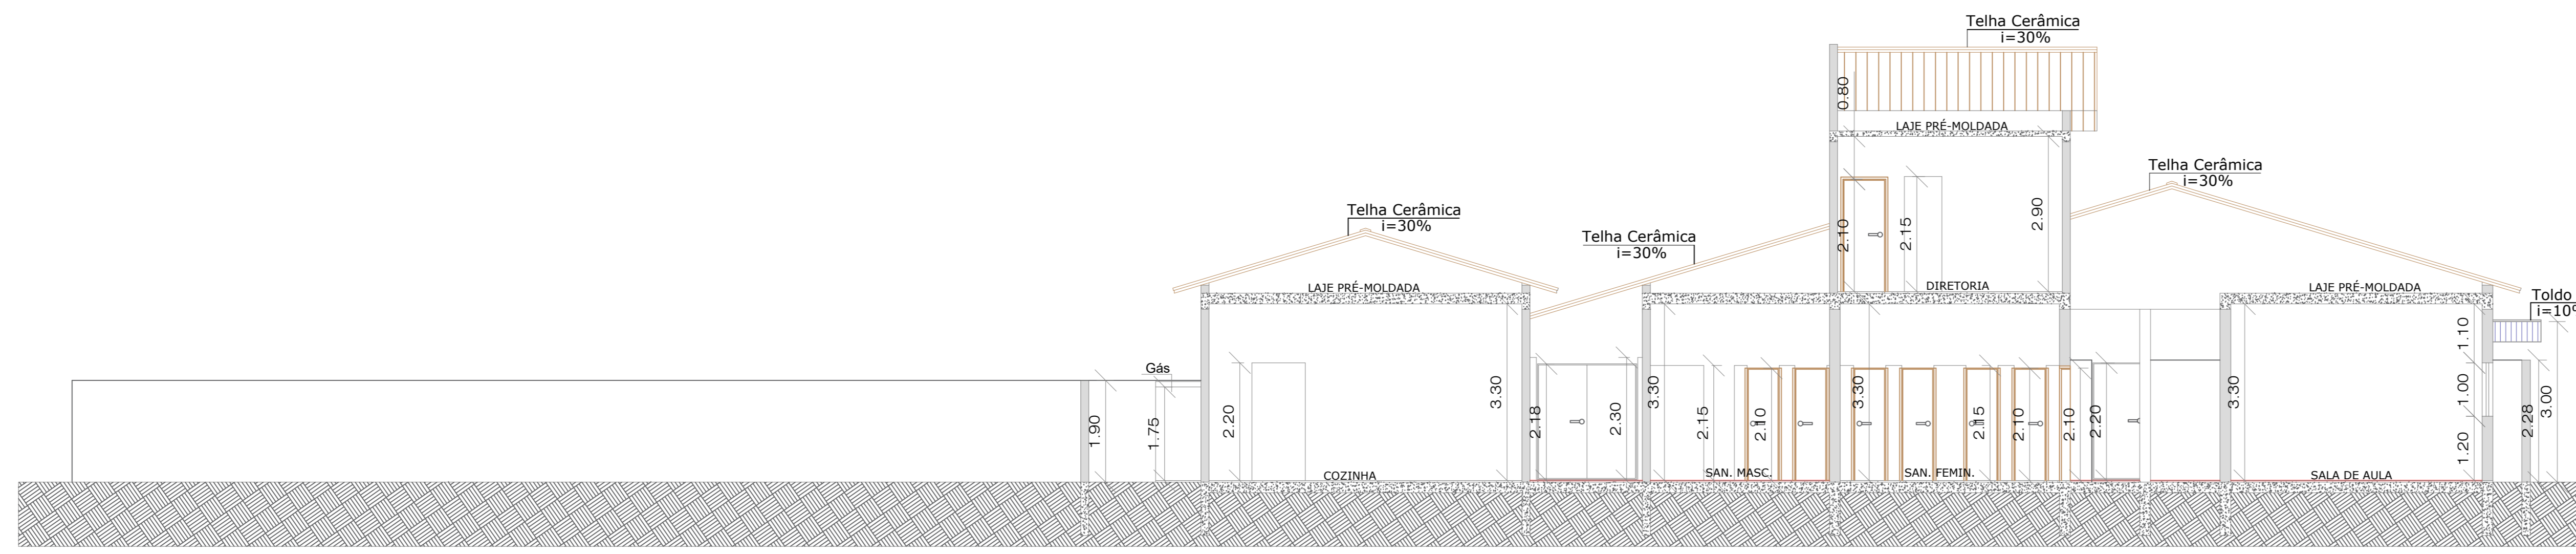 Telha Cerâmica
i=30%
0.80
LAJE PRÉ-MOLDADA
Telha Cerâmica
i=30%
Telha Cerâmica
i=30%
Telha Cerâmica
i=30%
2.10
2.15
2.90
LAJE PRÉ-MOLDADA
DIRETORIA
LAJE PRÉ-MOLDADA
Toldo
i=10%
Gás
1.90
1.75
2.20
3.30
2.18
2.30
3.30
2.15
2.10
3.30
2.15
2.10
2.10
2.20
3.30
1.10
1.00
1.20
2.28
3.00
COZINHA
SAN. MASC.
SAN. FEMIN.
SALA DE AULA